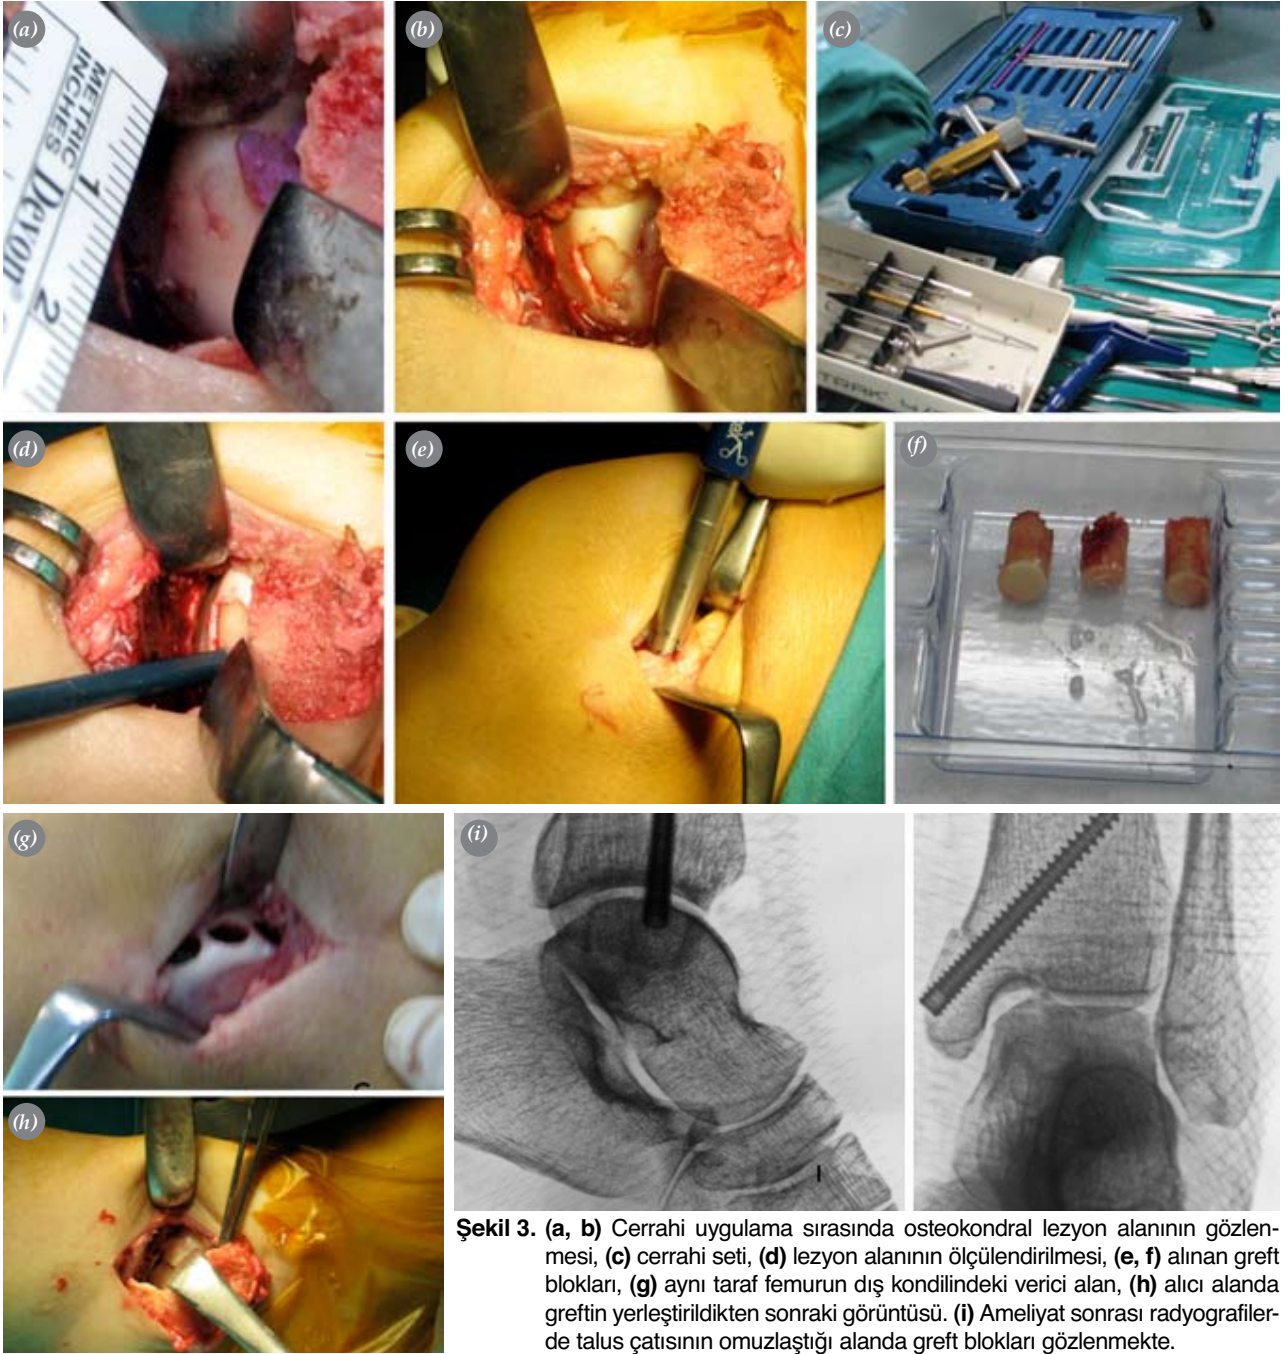 (a)
METRIC
INCHES
Devon
1
2
(b)
(c)
(d)
(e)
(f)
(g)
(h)
(i)
Şekil 3. (a, b) Cerrahi uygulama sırasında osteokondral lezyon alanının gözlen-
mesi, (c) cerrahi seti, (d) lezyon alanının ölçülendirilmesi, (e, f) alınan greft
blokları, (g) aynı taraf femurun dış kondilindeki verici alan, (h) alıcı alanda
greftin yerleştirildikten sonraki görüntüsü. (i) Ameliyat sonrası radyografiler-
de talus çatısının omuzlaştığı alanda greft blokları gözlenmekte.